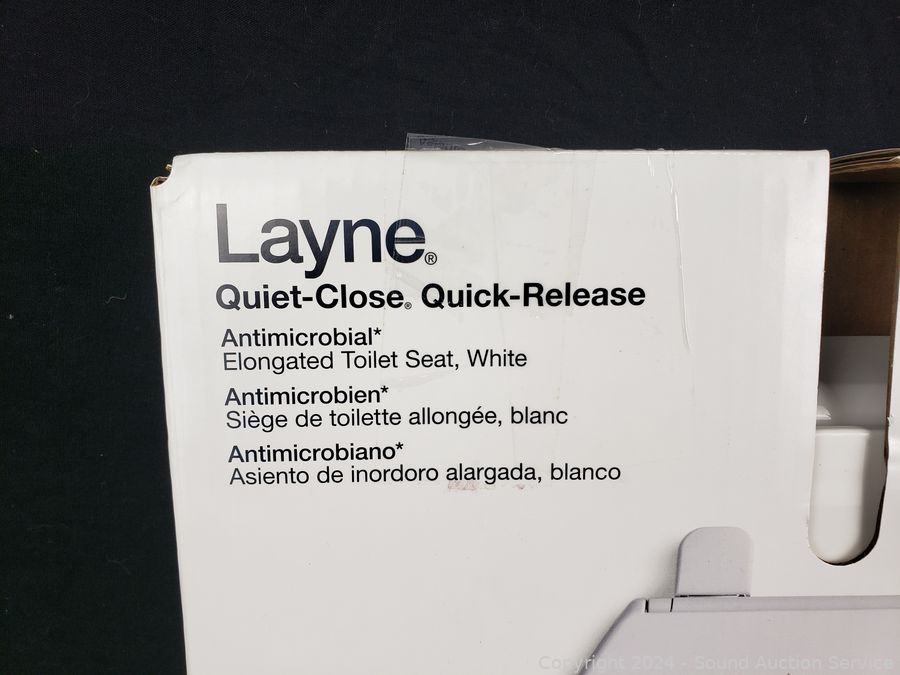 Layne®
Quiet-Close® Quick-Release
Antimicrobial*
Elongated Toilet Seat, White
Antimicrobien*
Siège de toilette allongée, blanc
Antimicrobiano*
Asiento de inordoro alargada, blanco
Copyright 2024 - Sound Auction Service